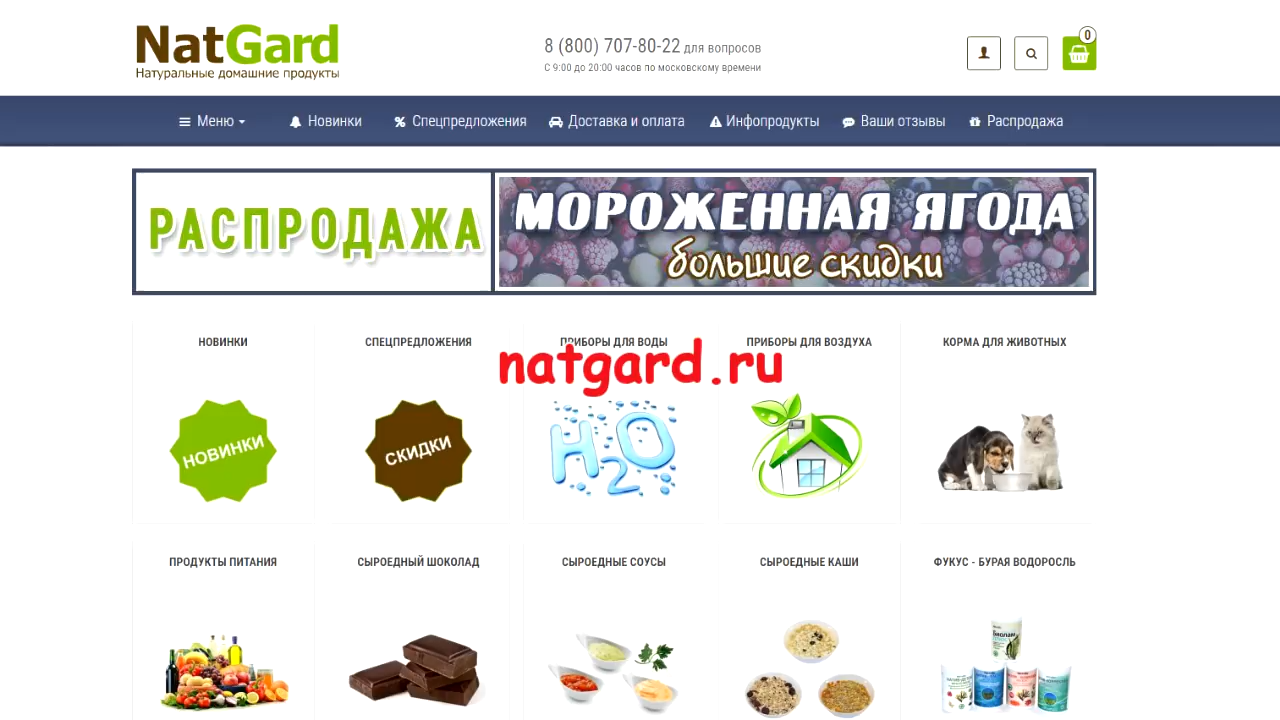 NatGard
Натуральные домашние продукты
8 (800) 707-80-22 для вопросов
С 9:00 до 20:00 часов по московскому времени
0
Меню
Новинки
Спецпредложения
Доставка и оплата
Инфопродукты
Ваши отзывы
Распродажа
РАСПРОДАЖА
МОРОЖЕННАЯ ЯГОДА
большие скидки
НОВИНКИ
СПЕЦПРЕДЛОЖЕНИЯ
ПРИБОРЫ ДЛЯ ВОДЫ
ПРИБОРЫ ДЛЯ ВОЗДУХА
КОРМА ДЛЯ ЖИВОТНЫХ
natgard.ru
НОВИНКИ
СКИДКИ
H2O
ПРОДУКТЫ ПИТАНИЯ
СЫРОЕДНЫЙ ШОКОЛАД
СЫРОЕДНЫЕ СОУСЫ
СЫРОЕДНЫЕ КАШИ
ФУКУС - БУРАЯ ВОДОРОСЛЬ